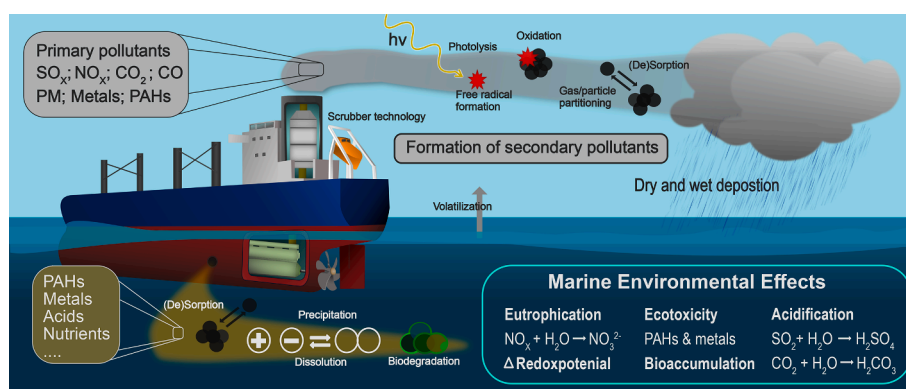 Primary pollutants
SOX; NOX; CO2; CO
PM; Metals; PAHs
hv
Photolysis
Oxidation
Free radical
formation
(De)Sorption
Gas/particle
partitioning
Scrubber technology
Formation of secondary pollutants
Dry and wet depostion
Volatilization
PAHs
Metals
Acids
Nutrients
....
(De)Sorption
Precipitation
Dissolution
Biodegradation
Marine Environmental Effects
Eutrophication
NOX + H2O → NO3²⁻
Δ Redoxpotenial
Ecotoxicity
PAHs & metals
Bioaccumulation
Acidification
SO2 + H2O → H2SO4
CO2 + H2O → H2CO3